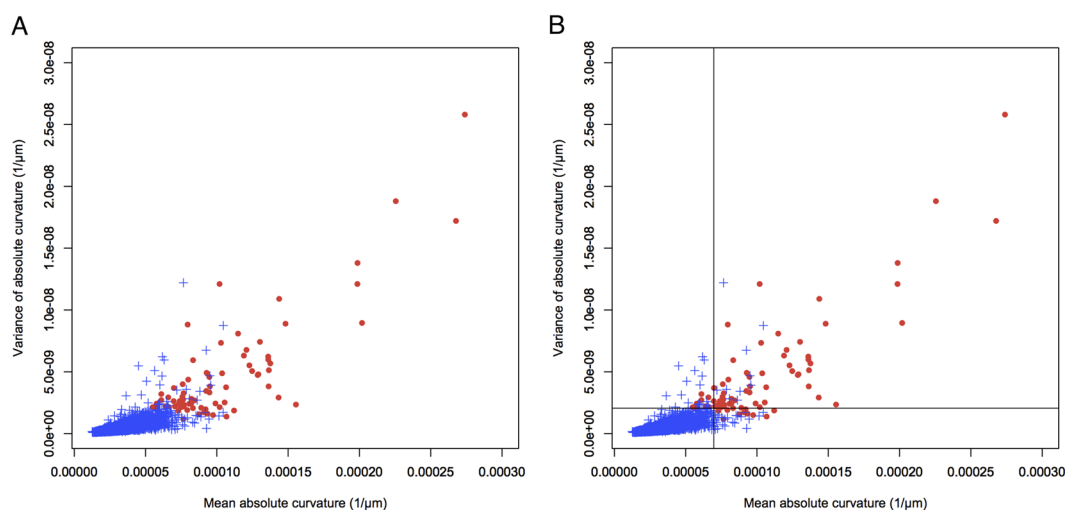 A
Variance of absolute curvature (1/µm)
3.0e-08
2.5e-08
2.0e-08
1.5e-08
1.0e-08
5.0e-09
0.0e+00
0.00000 0.00005 0.00010 0.00015 0.00020 0.00025 0.00030
Mean absolute curvature (1/µm)
B
Variance of absolute curvature (1/µm)
3.0e-08
2.5e-08
2.0e-08
1.5e-08
1.0e-08
5.0e-09
0.0e+00
0.00000 0.00005 0.00010 0.00015 0.00020 0.00025 0.00030
Mean absolute curvature (1/µm)